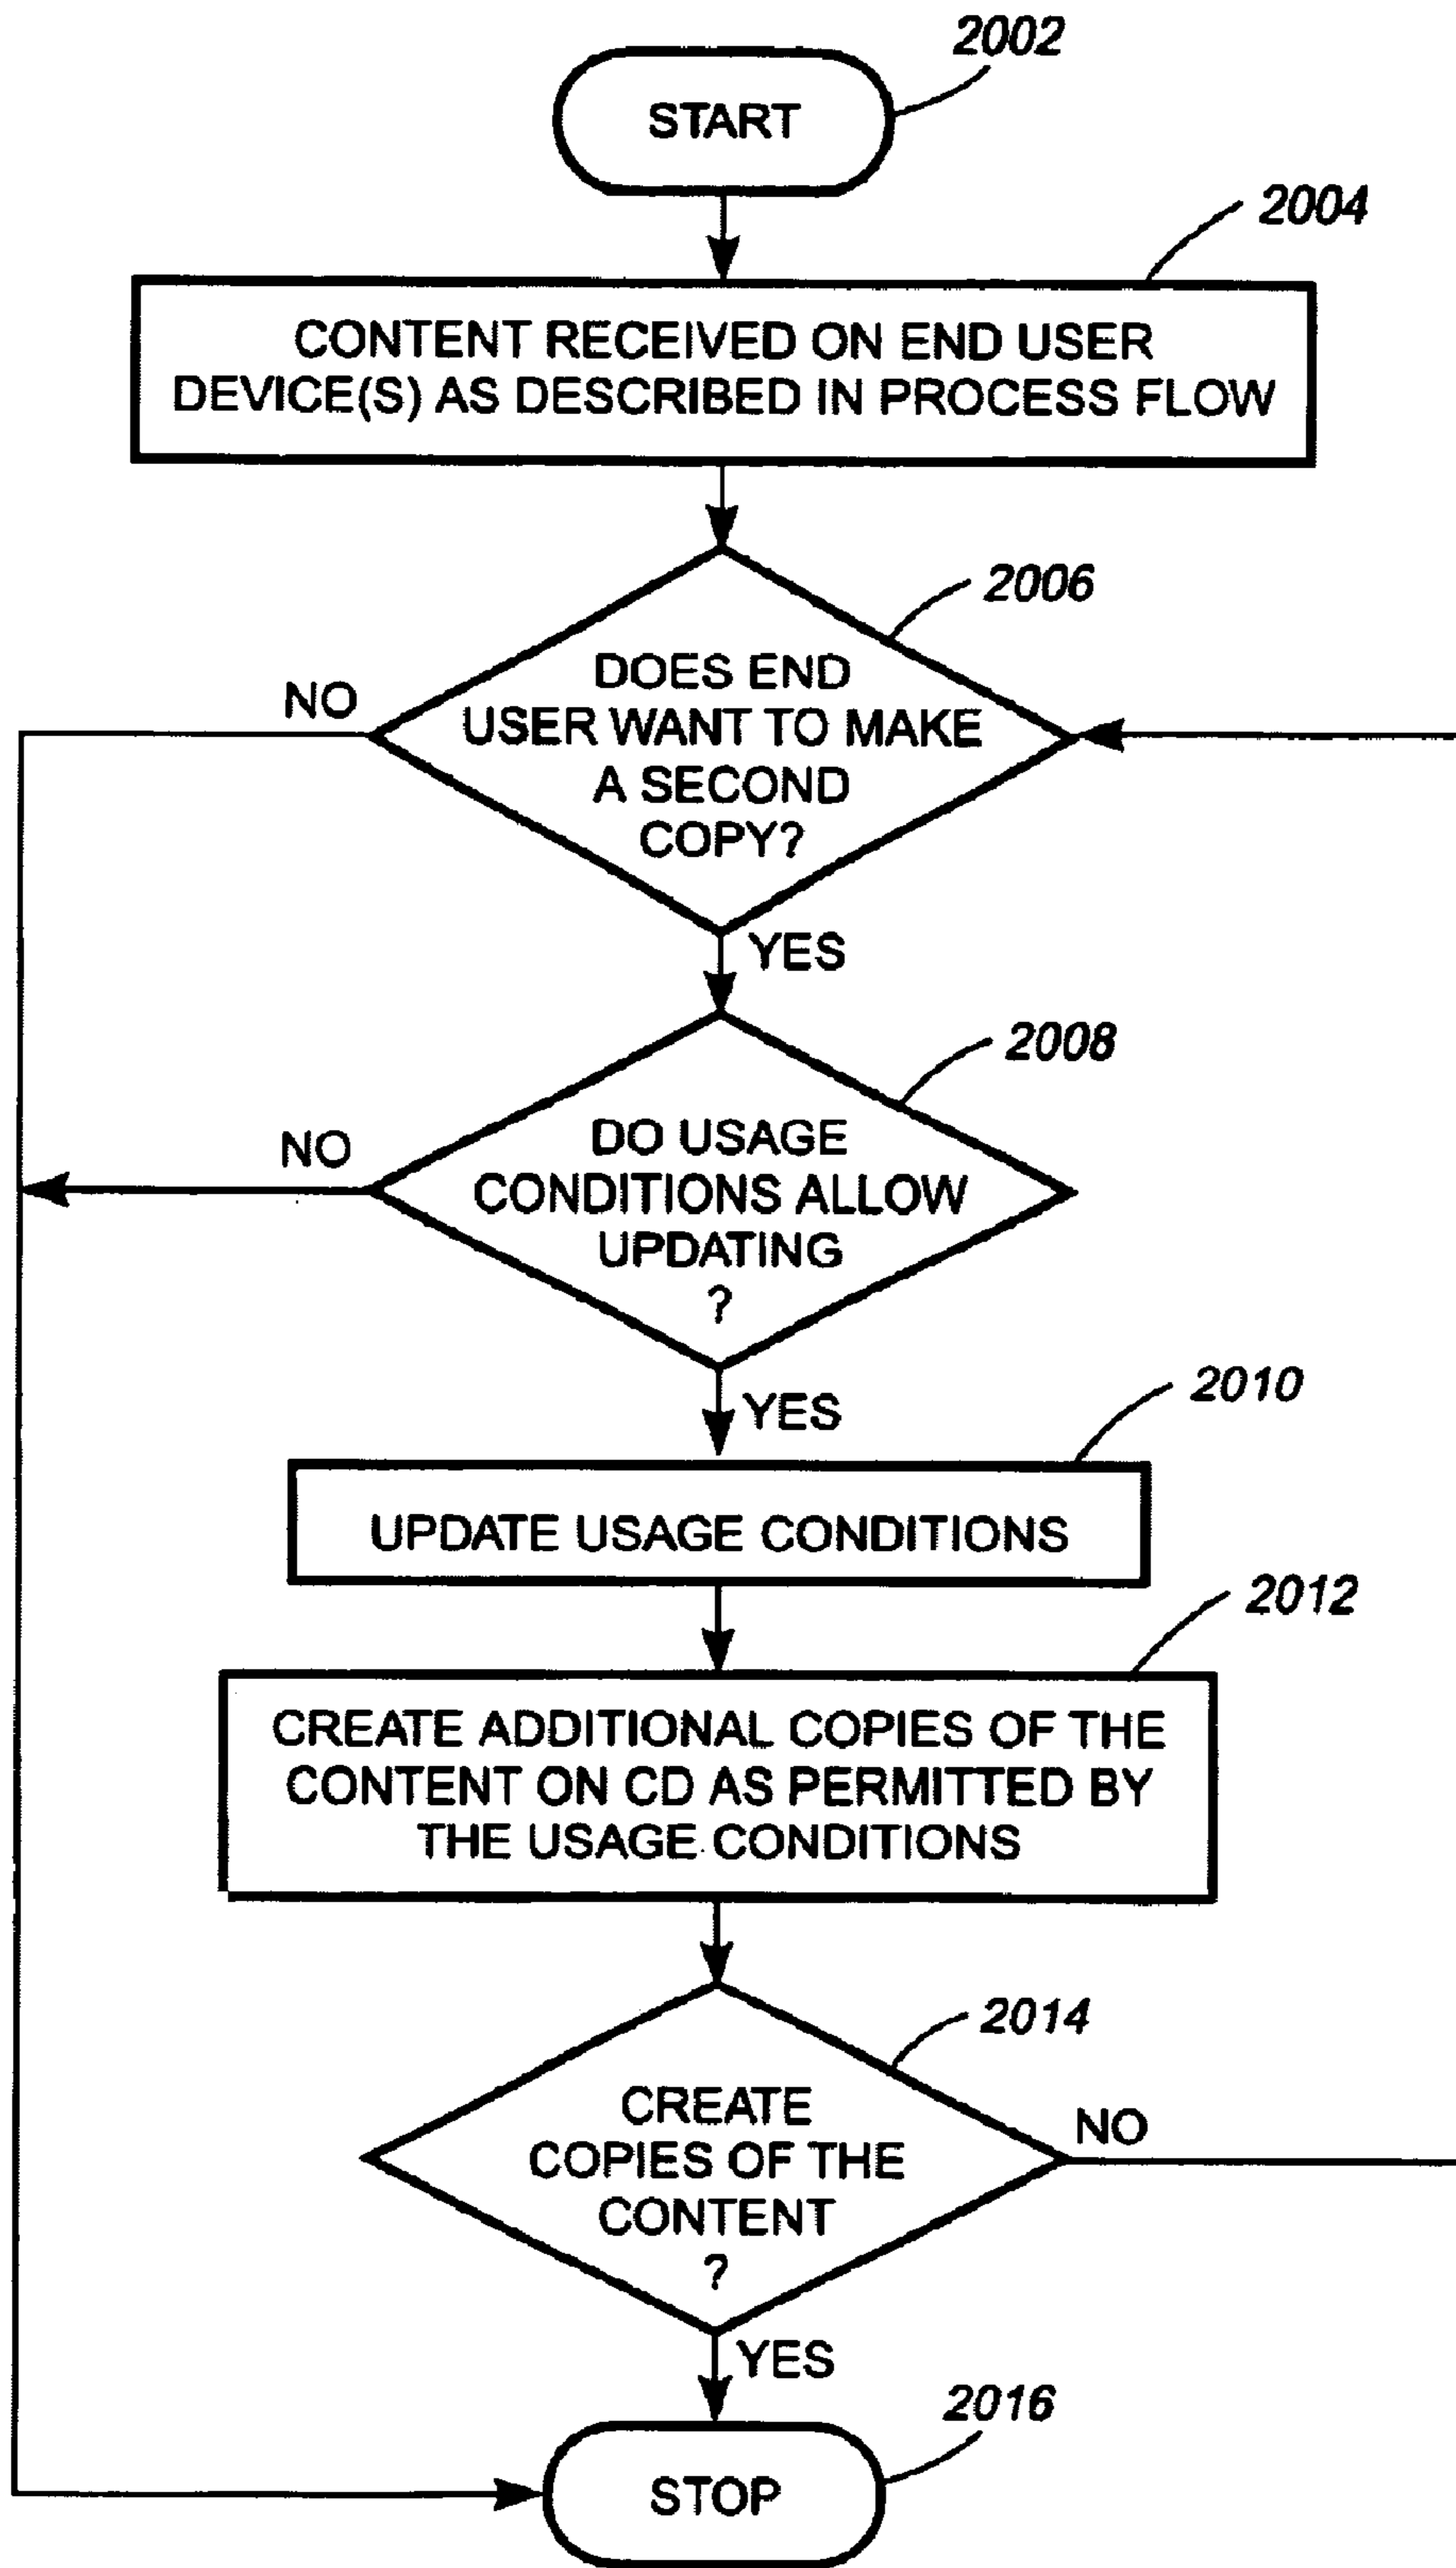 2002
START
2004
CONTENT RECEIVED ON END USER
DEVICE(S) AS DESCRIBED IN PROCESS FLOW
2006
NO
DOES END
USER WANT TO MAKE
A SECOND
COPY?
YES
2008
NO
DO USAGE
CONDITIONS ALLOW
UPDATING
?
YES
2010
UPDATE USAGE CONDITIONS
2012
CREATE ADDITIONAL COPIES OF THE
CONTENT ON CD AS PERMITTED BY
THE USAGE CONDITIONS
2014
CREATE
COPIES OF THE
CONTENT
?
NO
YES
2016
STOP